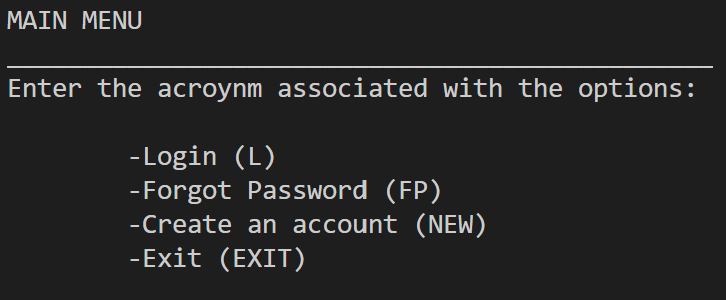 MAIN MENU
Enter the acroynm associated with the options:
-Login (L)
-Forgot Password (FP)
-Create an account (NEW)
-Exit (EXIT)